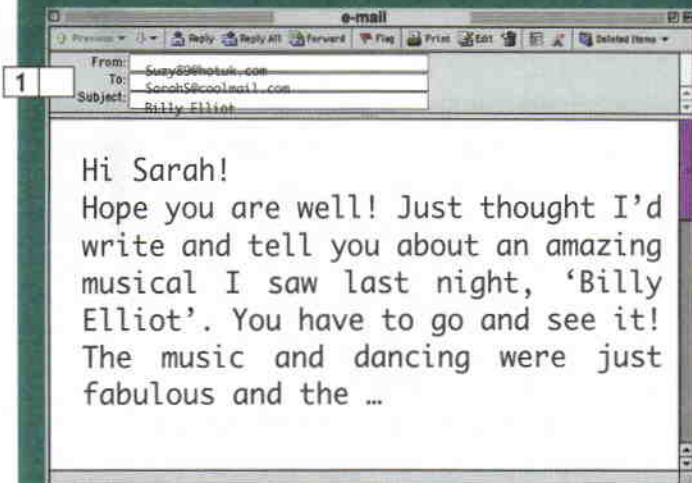 e-mail
Previous Reply Reply All Forward Flag Print Edit Deleted Items
From: Suzy89@hotuk.com
1
To: SarahS@coolmail.com
Subject: Billy Elliot
Hi Sarah!
Hope you are well! Just thought I'd
write and tell you about an amazing
musical I saw last night, ‘Billy
Elliot’. You have to go and see it!
The music and dancing were just
fabulous and the …